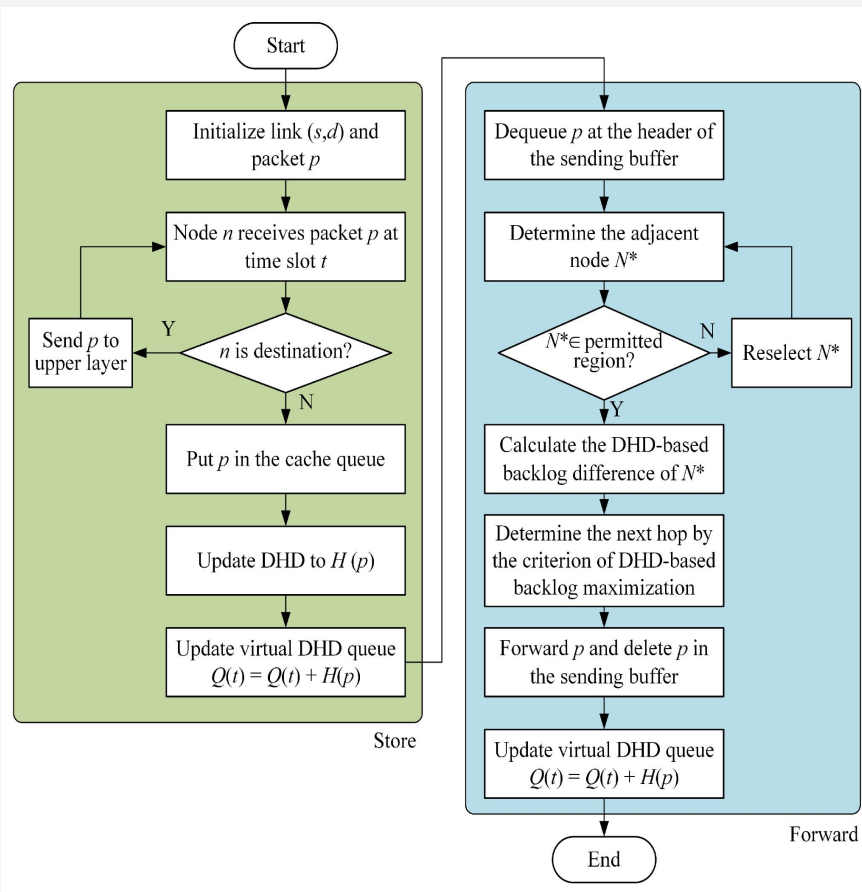 Start
Initialize link (s,d) and
packet p
Node n receives packet p at
time slot t
n is destination?
Y
Send p to
upper layer
N
Put p in the cache queue
Update DHD to H (p)
Update virtual DHD queue
Q(t) = Q(t) + H(p)
Store
Dequeue p at the header of
the sending buffer
Determine the adjacent
node N*
N*∈ permitted
region?
N
Reselect N*
Y
Calculate the DHD-based
backlog difference of N*
Determine the next hop by
the criterion of DHD-based
backlog maximization
Forward p and delete p in
the sending buffer
Update virtual DHD queue
Q(t) = Q(t) + H(p)
Forward
End